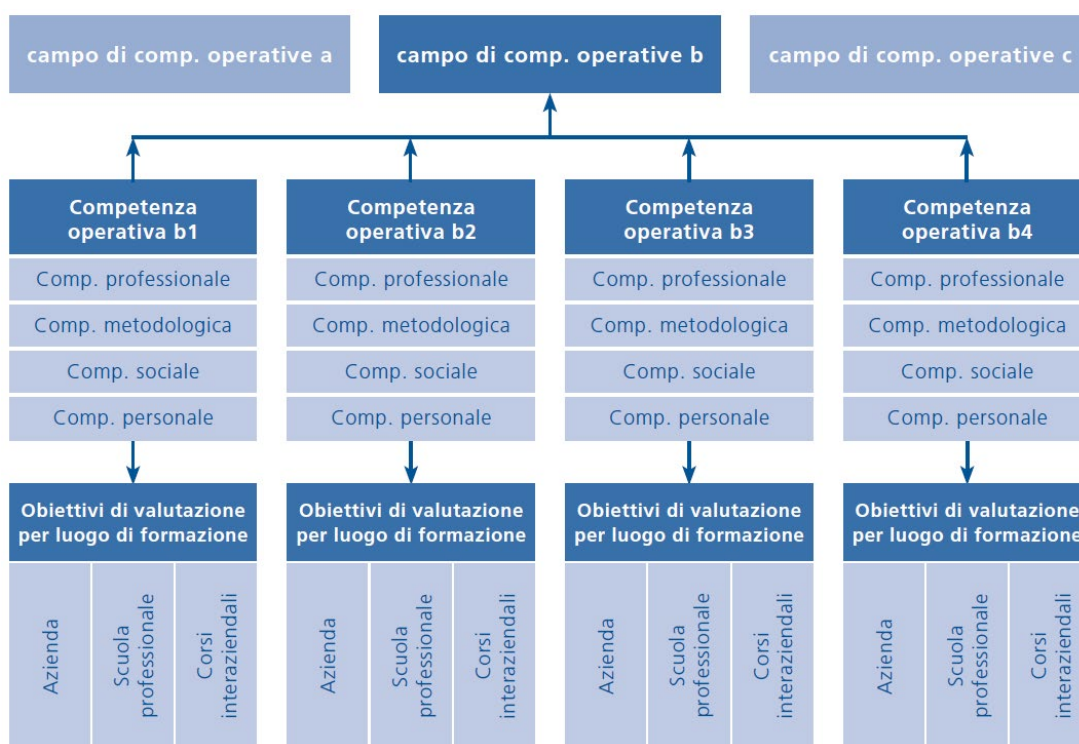 campo di comp. operative a
campo di comp. operative b
campo di comp. operative c
Competenza
operativa b1
Comp. professionale
Comp. metodologica
Comp. sociale
Comp. personale
Obiettivi di valutazione
per luogo di formazione
Azienda
Scuola
professionale
Corsi
interaziendali
Competenza
operativa b2
Comp. professionale
Comp. metodologica
Comp. sociale
Comp. personale
Obiettivi di valutazione
per luogo di formazione
Azienda
Scuola
professionale
Corsi
interaziendali
Competenza
operativa b3
Comp. professionale
Comp. metodologica
Comp. sociale
Comp. personale
Obiettivi di valutazione
per luogo di formazione
Azienda
Scuola
professionale
Corsi
interaziendali
Competenza
operativa b4
Comp. professionale
Comp. metodologica
Comp. sociale
Comp. personale
Obiettivi di valutazione
per luogo di formazione
Azienda
Scuola
professionale
Corsi
interaziendali